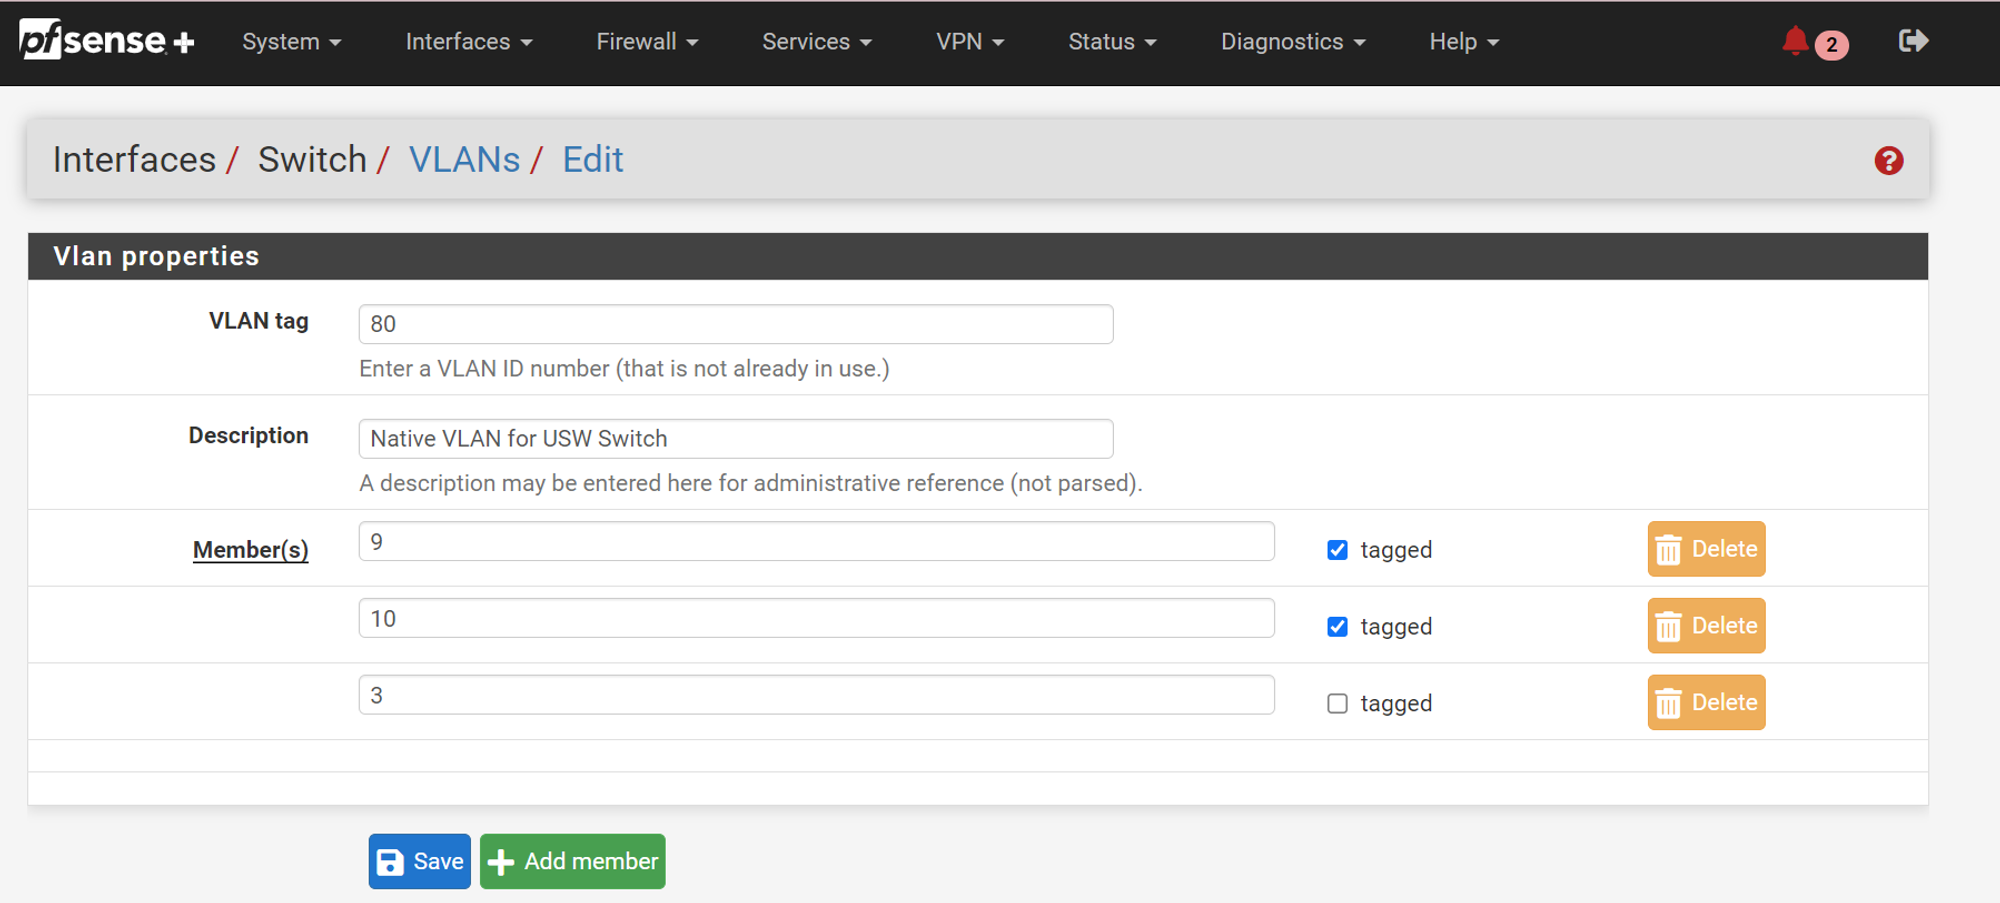 pfsense + System Interfaces Firewall Services VPN Status Diagnostics Help 2
Interfaces / Switch / VLANs / Edit
Vlan properties
VLAN tag 80
Enter a VLAN ID number (that is not already in use.)
Description Native VLAN for USW Switch
A description may be entered here for administrative reference (not parsed).
Member(s) 9 tagged Delete
10 tagged Delete
3 tagged Delete
Save Add member